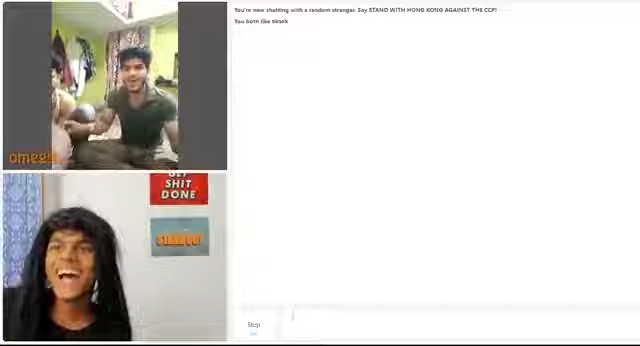 You're now chatting with a random stranger. Say STAND WITH HONG KONG AGAINST THE CCP!
You both like tiktok
omegle
GET
SHIT
DONE
Stop